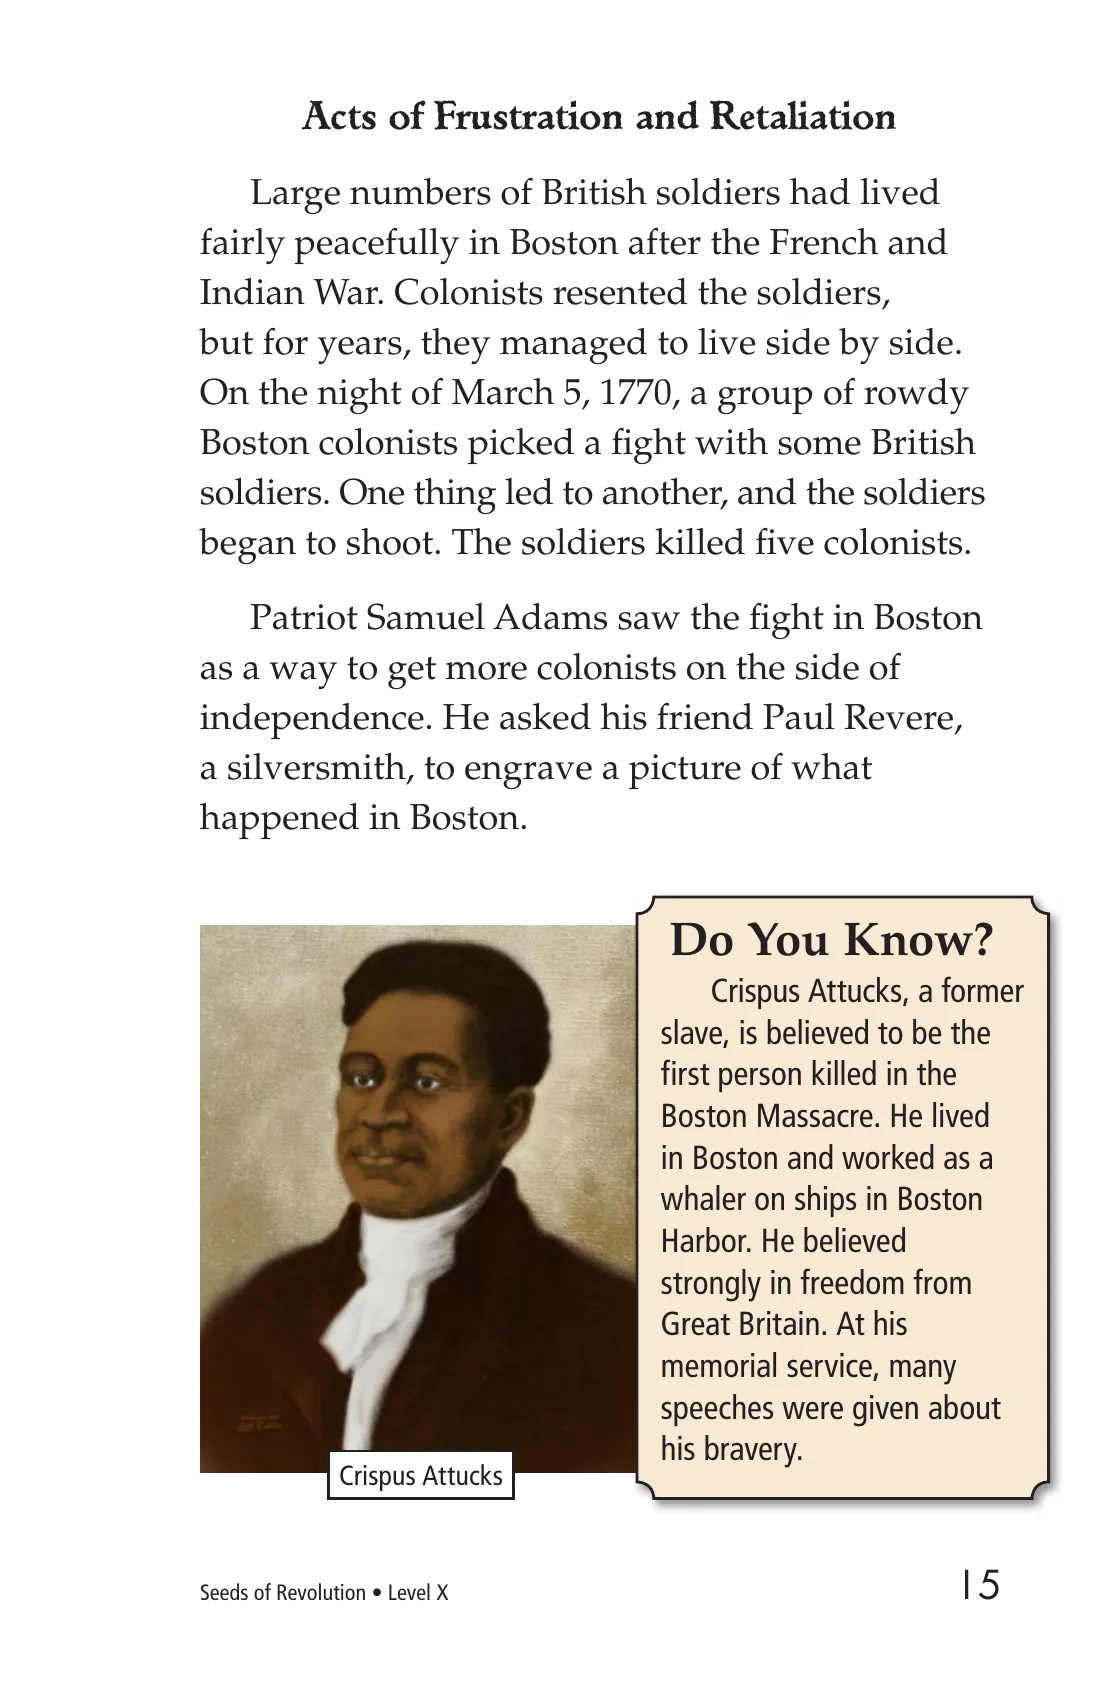 Acts of Frustration and Retaliation
Large numbers of British soldiers had lived
fairly peacefully in Boston after the French and
Indian War. Colonists resented the soldiers,
but for years, they managed to live side by side.
On the night of March 5, 1770, a group of rowdy
Boston colonists picked a fight with some British
soldiers. One thing led to another, and the soldiers
began to shoot. The soldiers killed five colonists.
Patriot Samuel Adams saw the fight in Boston
as a way to get more colonists on the side of
independence. He asked his friend Paul Revere,
a silversmith, to engrave a picture of what
happened in Boston.
Do You Know?
Crispus Attucks, a former
slave, is believed to be the
first person killed in the
Boston Massacre. He lived
in Boston and worked as a
whaler on ships in Boston
Harbor. He believed
strongly in freedom from
Great Britain. At his
memorial service, many
speeches were given about
his bravery.
Crispus Attucks
Seeds of Revolution • Level X
15